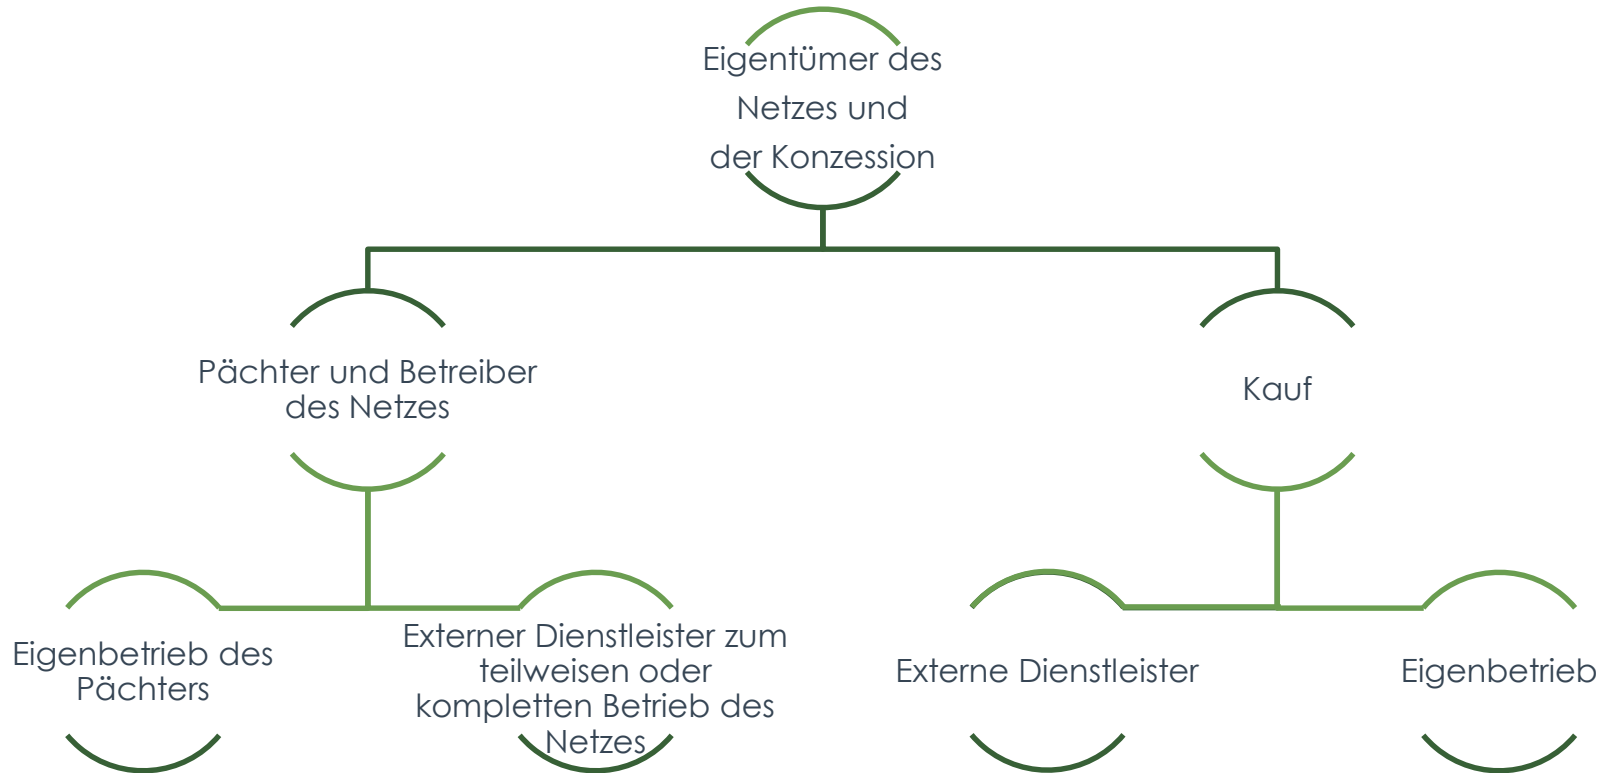 Eigentümer des
Netzes und
der Konzession
Pächter und Betreiber
des Netzes
Kauf
Eigenbetrieb des
Pächters
Externer Dienstleister zum
teilweisen oder
kompletten Betrieb des
Netzes
Externe Dienstleister
Eigenbetrieb